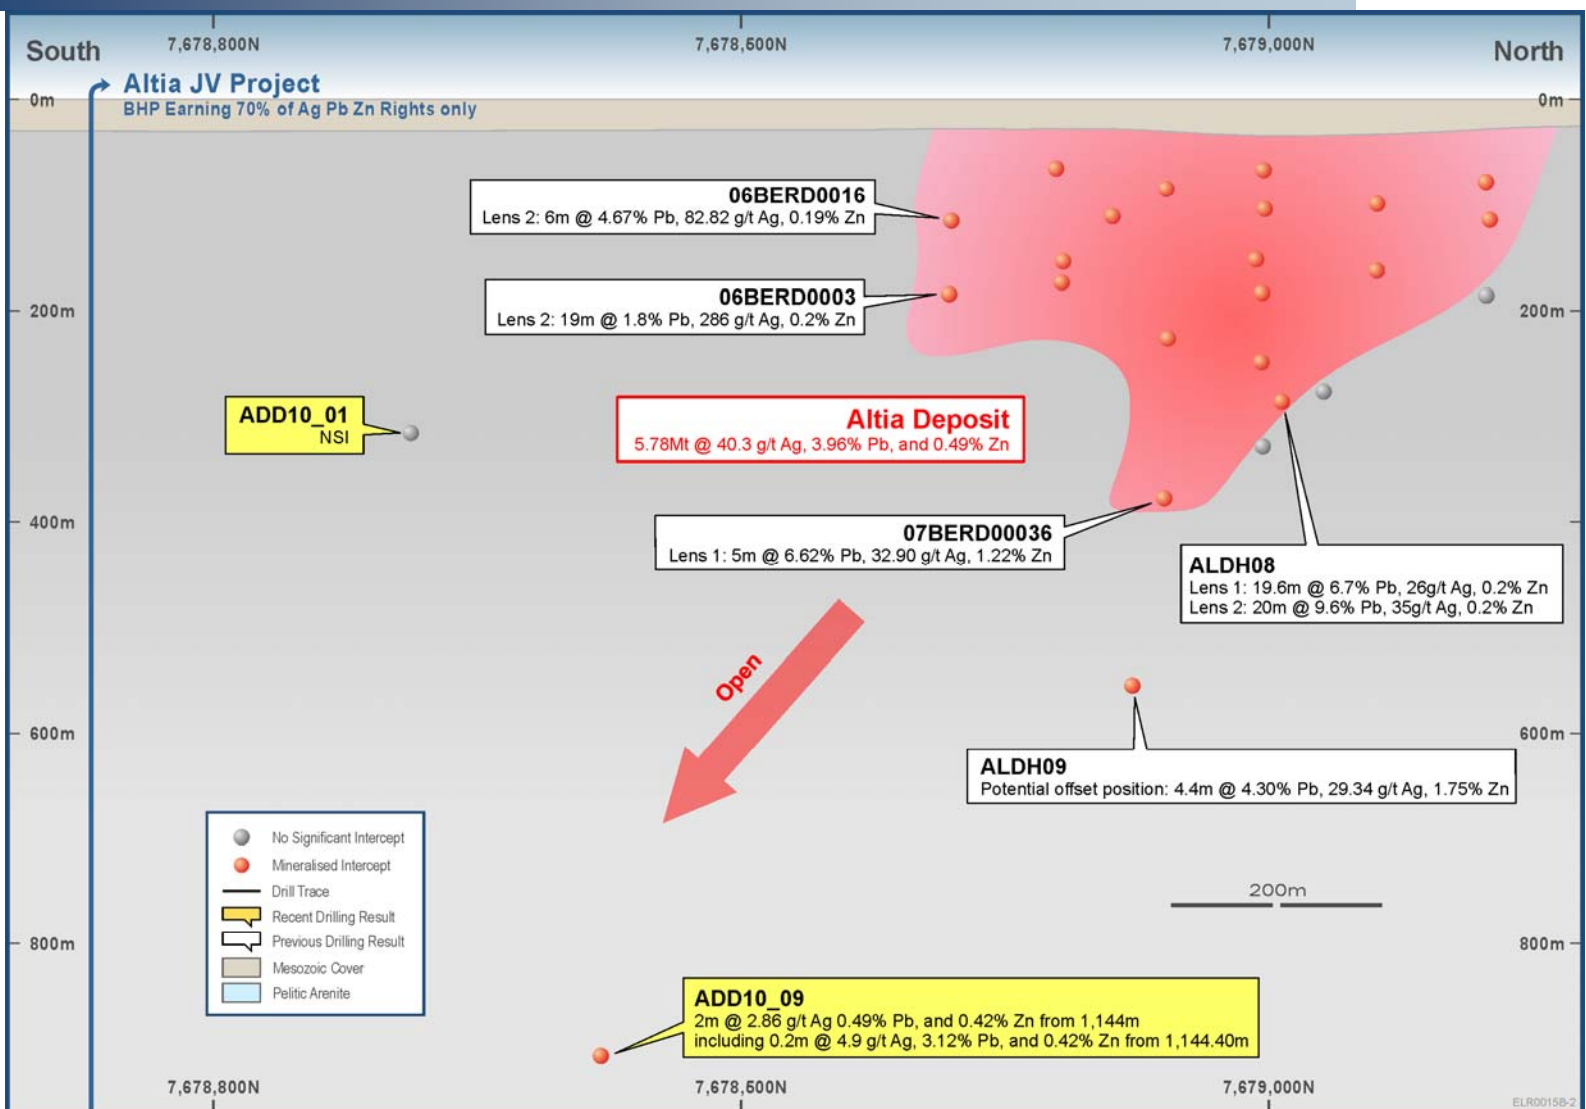 7,678,800N
7,678,500N
7,679,000N
South
North
Altia JV Project
BHP Earning 70% of Ag Pb Zn Rights only
0m
0m
06BERD0016
Lens 2: 6m @ 4.67% Pb, 82.82 g/t Ag, 0.19% Zn
06BERD0003
Lens 2: 19m @ 1.8% Pb, 286 g/t Ag, 0.2% Zn
200m
200m
ADD10_01
NSI
Altia Deposit
5.78Mt @ 40.3 g/t Ag, 3.96% Pb, and 0.49% Zn
400m
07BERD00036
Lens 1: 5m @ 6.62% Pb, 32.90 g/t Ag, 1.22% Zn
ALDH08
Lens 1: 19.6m @ 6.7% Pb, 26g/t Ag, 0.2% Zn
Lens 2: 20m @ 9.6% Pb, 35g/t Ag, 0.2% Zn
Open
600m
600m
ALDH09
Potential offset position: 4.4m @ 4.30% Pb, 29.34 g/t Ag, 1.75% Zn
No Significant Intercept
Mineralised Intercept
Drill Trace
Recent Drilling Result
Previous Drilling Result
Mesozoic Cover
Pelitic Arenite
200m
800m
800m
ADD10_09
2m @ 2.86 g/t Ag 0.49% Pb, and 0.42% Zn from 1,144m
including 0.2m @ 4.9 g/t Ag, 3.12% Pb, and 0.42% Zn from 1,144.40m
7,678,800N
7,678,500N
7,679,000N
ELR0015B-2